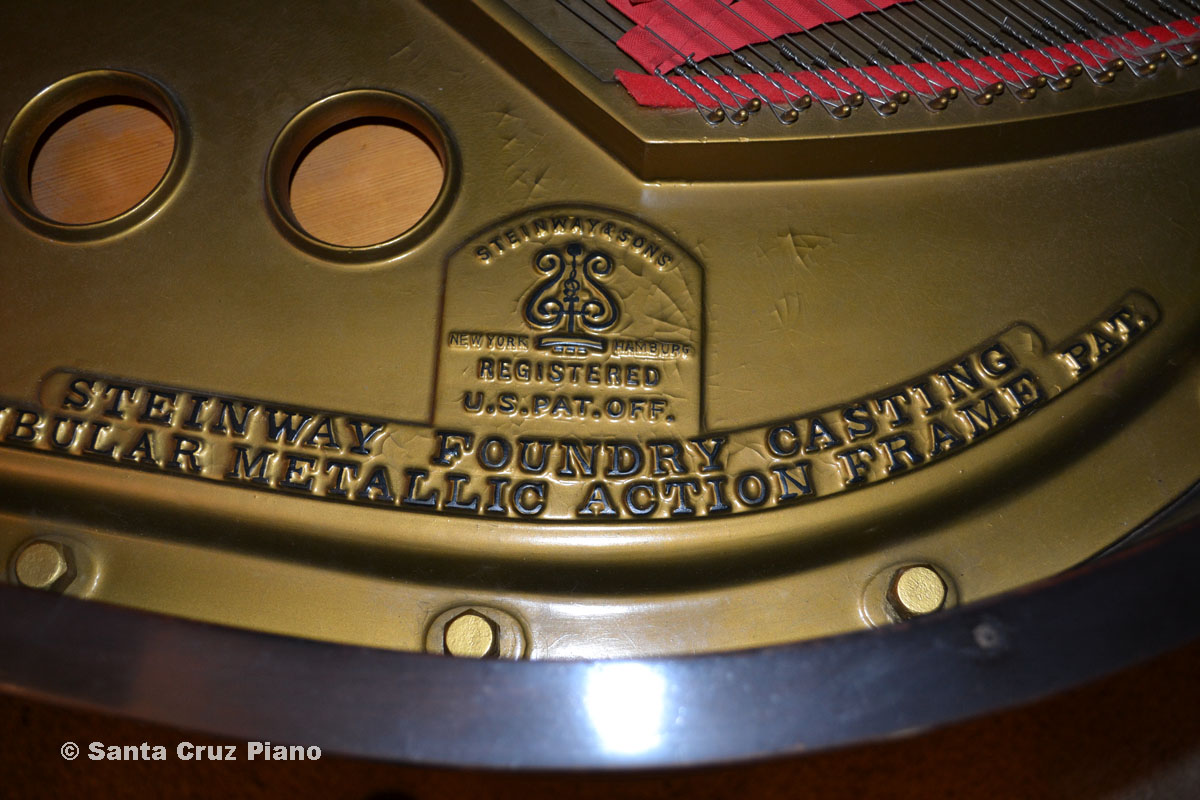 STEINWAY & SONS
NEW YORK HAMBURG
REGISTERED
U.S. PAT. OFF.
STEINWAY FOUNDRY CASTING
BULAR METALLIC ACTION FRAME PAT.
© Santa Cruz Piano